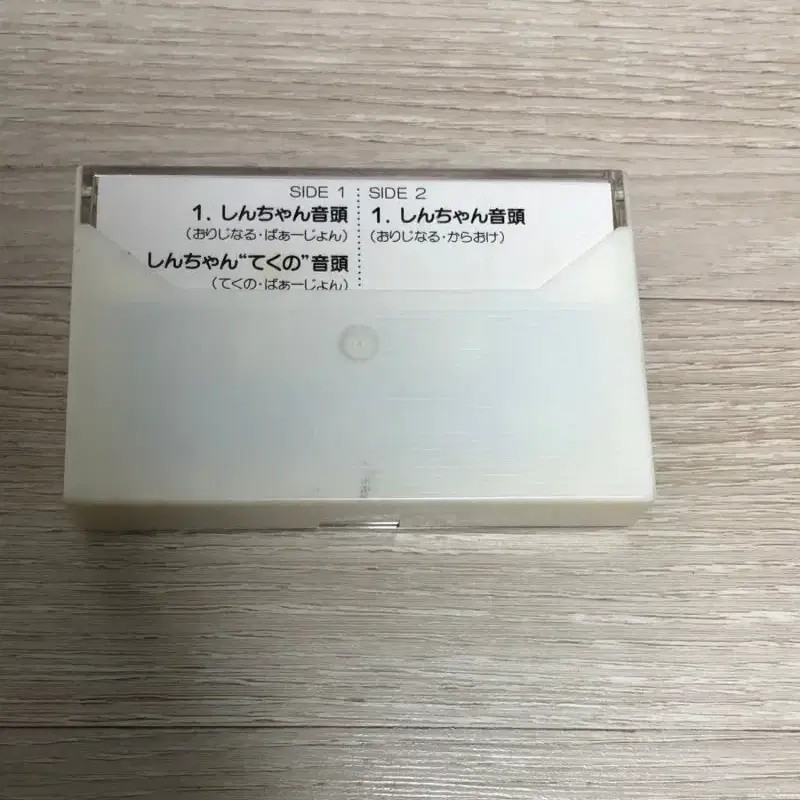 SIDE 1
1. しんちゃん音頭
(おりじなる・ばぁーじょん)
しんちゃん“てくの”音頭
(てくの・ばぁーじょん)
SIDE 2
1. しんちゃん音頭
(おりじなる・からおけ)